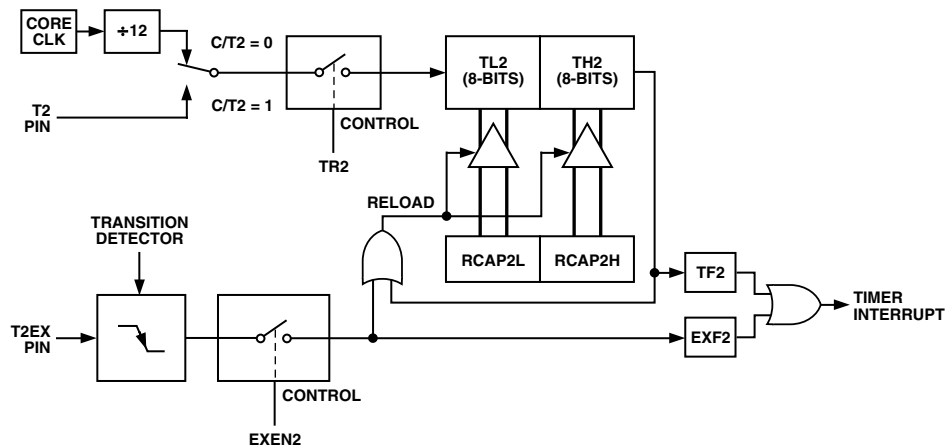 CORE
CLK
÷12
C/T2 = 0
C/T2 = 1
T2
PIN
CONTROL
TR2
TL2
(8-BITS)
TH2
(8-BITS)
RELOAD
TRANSITION
DETECTOR
RCAP2L
RCAP2H
TF2
TIMER
INTERRUPT
T2EX
PIN
EXF2
CONTROL
EXEN2